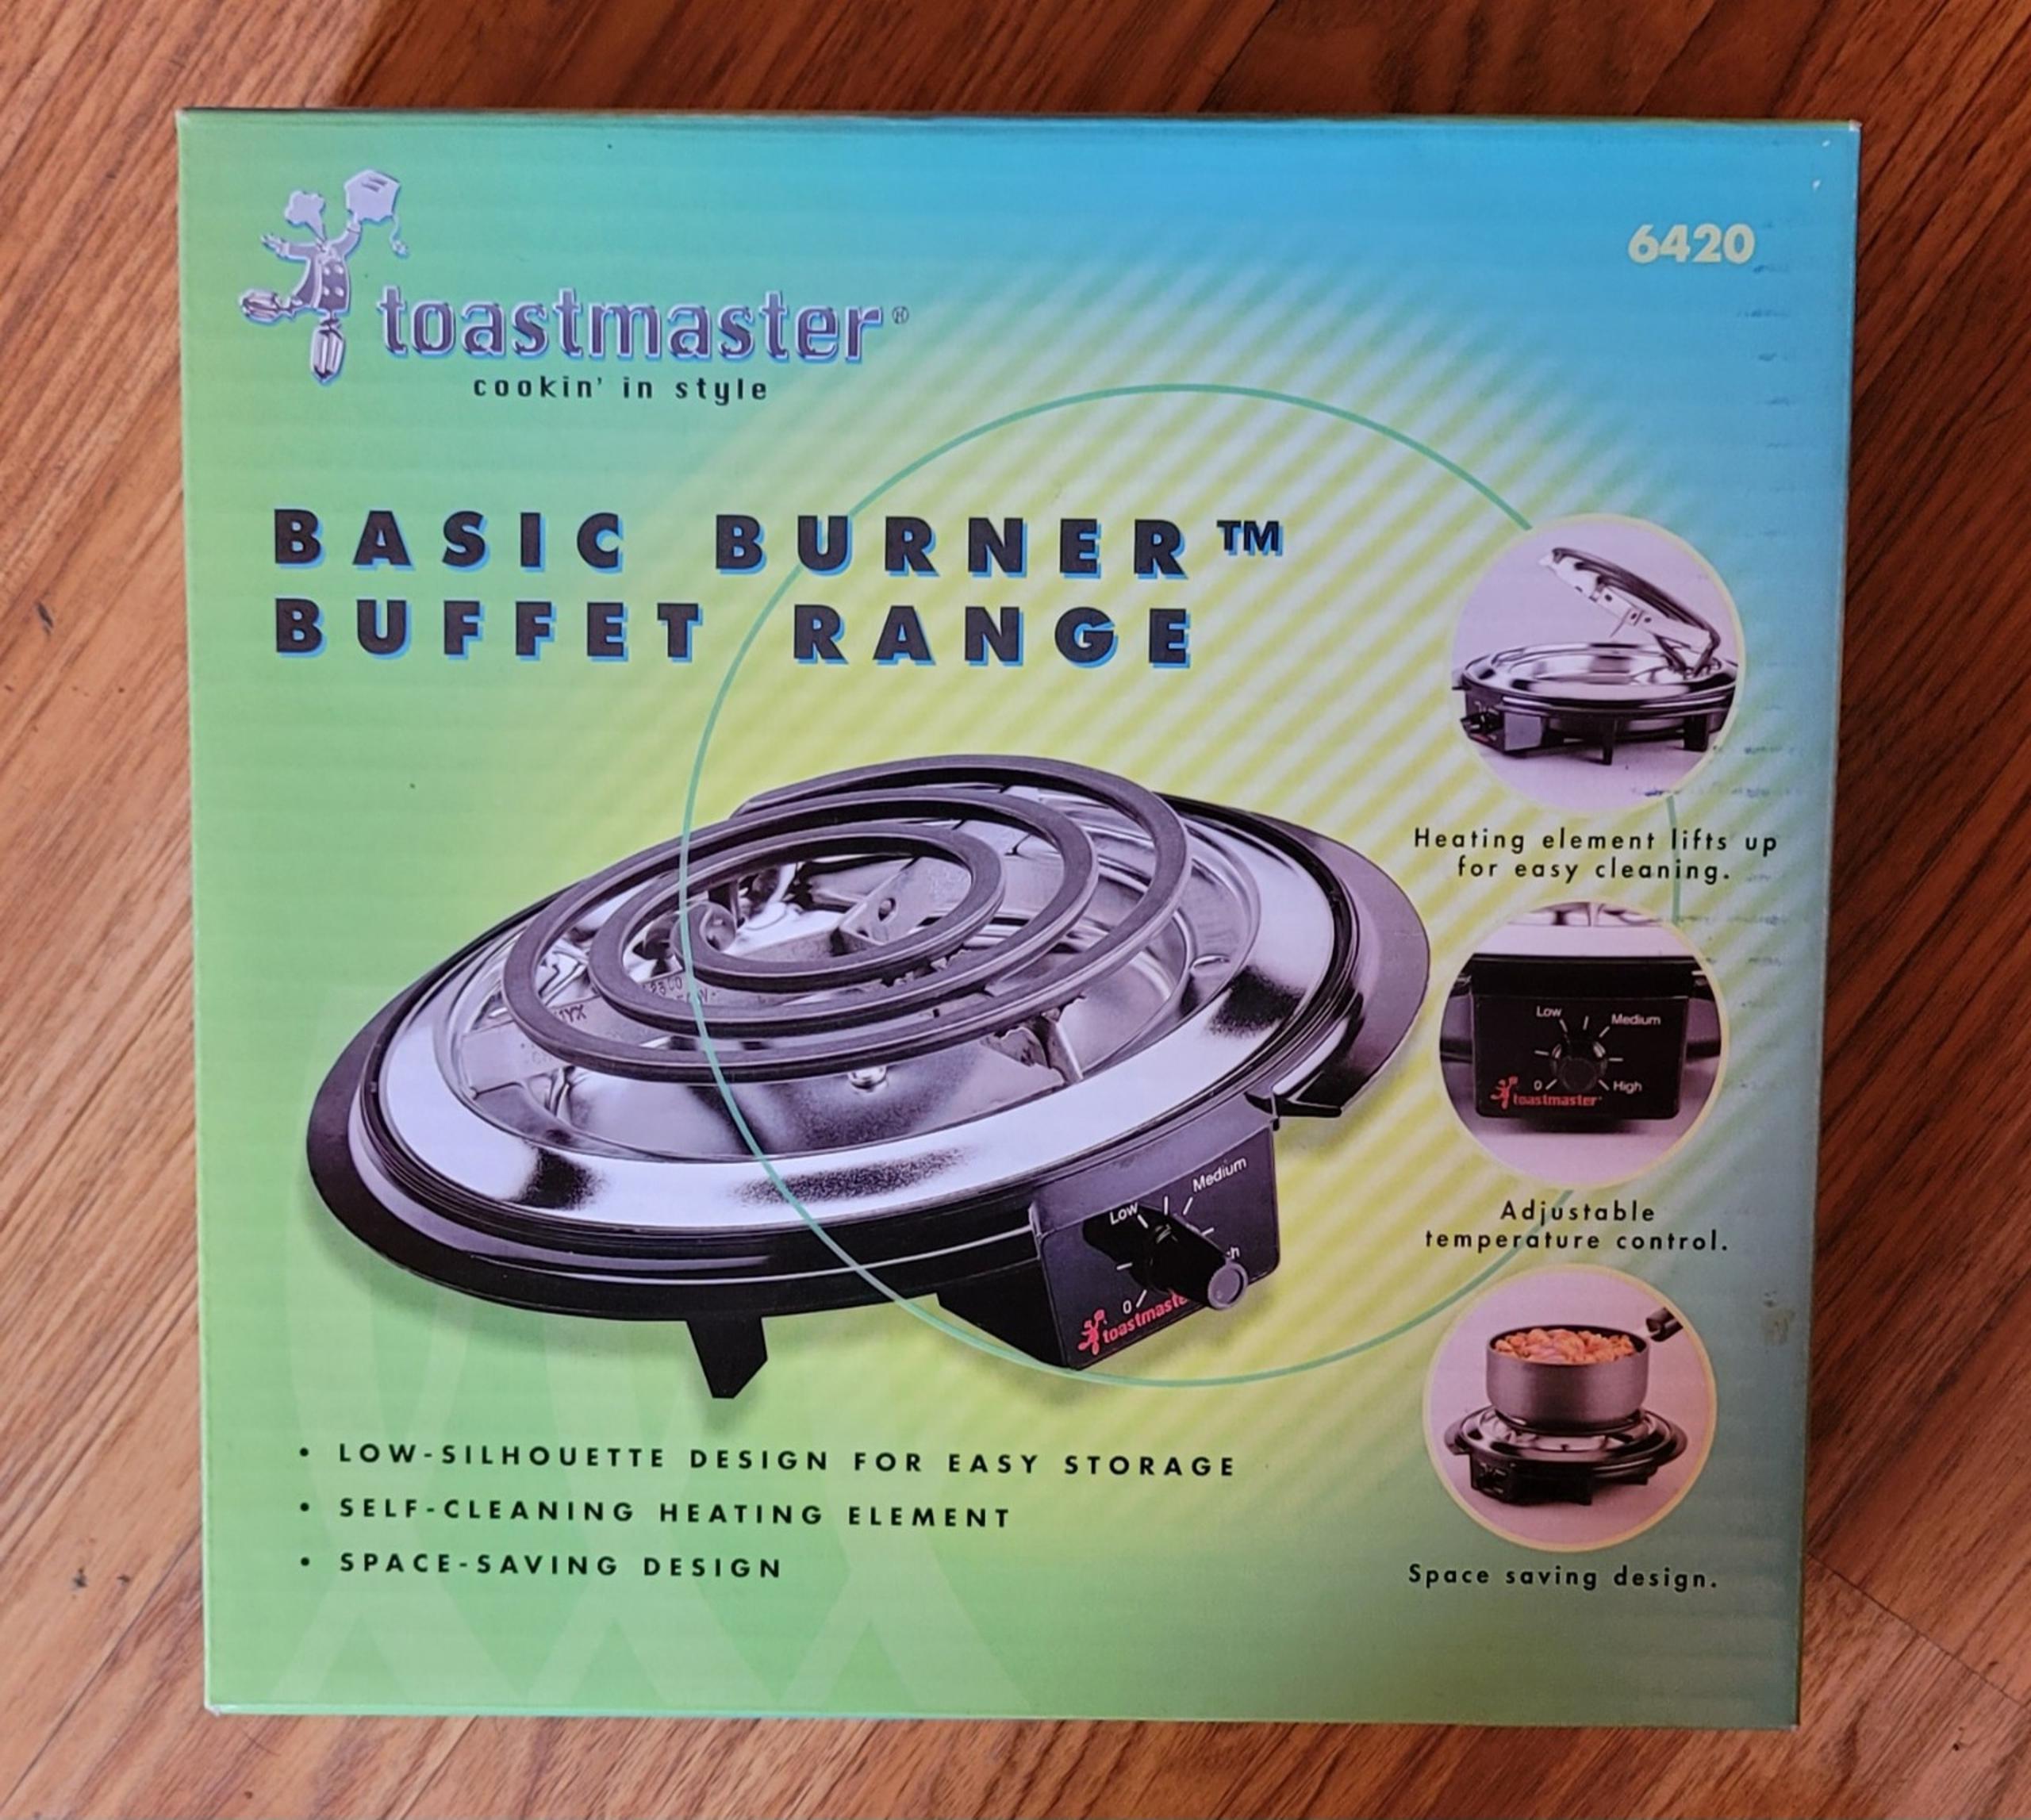 6420
toastmaster®
cookin' in style
BASIC BURNER™
BUFFET RANGE
Heating element lifts up
for easy cleaning.
Low
Medium
High
0
toastmaster
Adjustable
temperature control.
Low
Medium
0
toastmaster
• LOW-SILHOUETTE DESIGN FOR EASY STORAGE
• SELF-CLEANING HEATING ELEMENT
• SPACE-SAVING DESIGN
Space saving design.